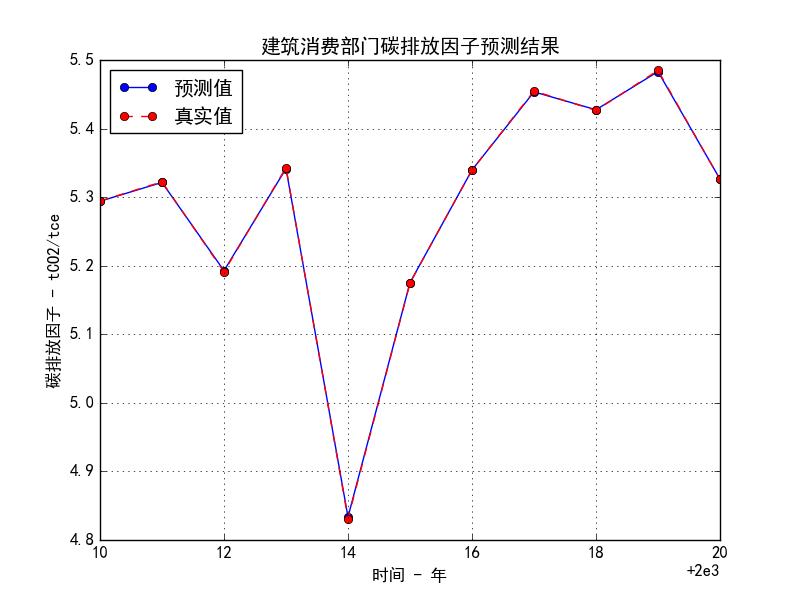 建筑消费部门碳排放因子预测结果
预测值
真实值
碳排放因子 - tCO2/tce
5.5
5.4
5.3
5.2
5.1
5.0
4.9
4.8
10 12 14 16 18 20
+2e3
时间 - 年